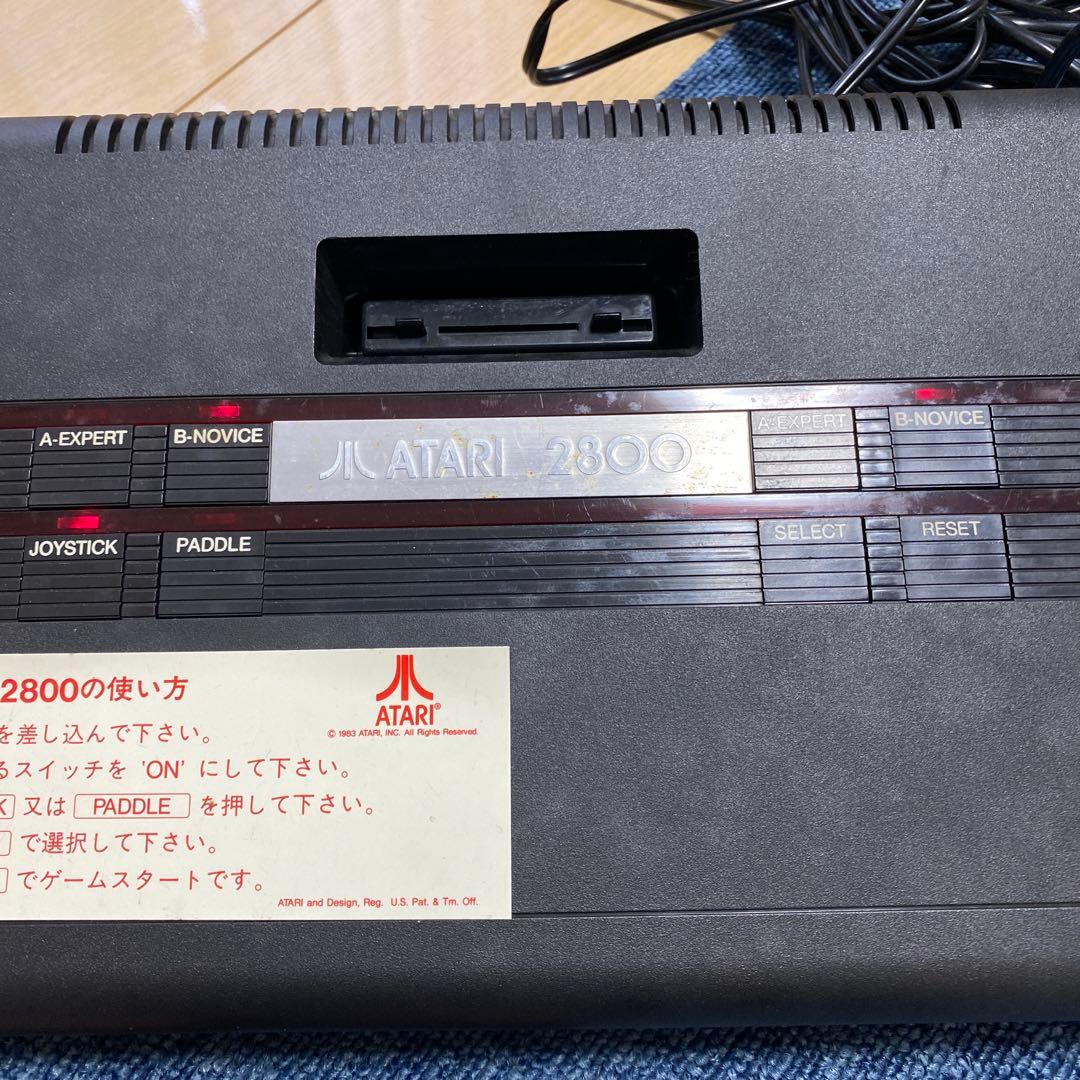 A-EXPERT B-NOVICE ATARI 2800 A-EXPERT B-NOVICE
JOYSTICK PADDLE SELECT RESET
2800の使い方
ATARI®
© 1983 ATARI, INC. All Rights Reserved.
を差し込んで下さい。
るスイッチを 'ON' にして下さい。
K 又は PADDLE を押して下さい。
で選択して下さい。
でゲームスタートです。
ATARI and Design, Reg. U.S. Pat. & Tm. Off.